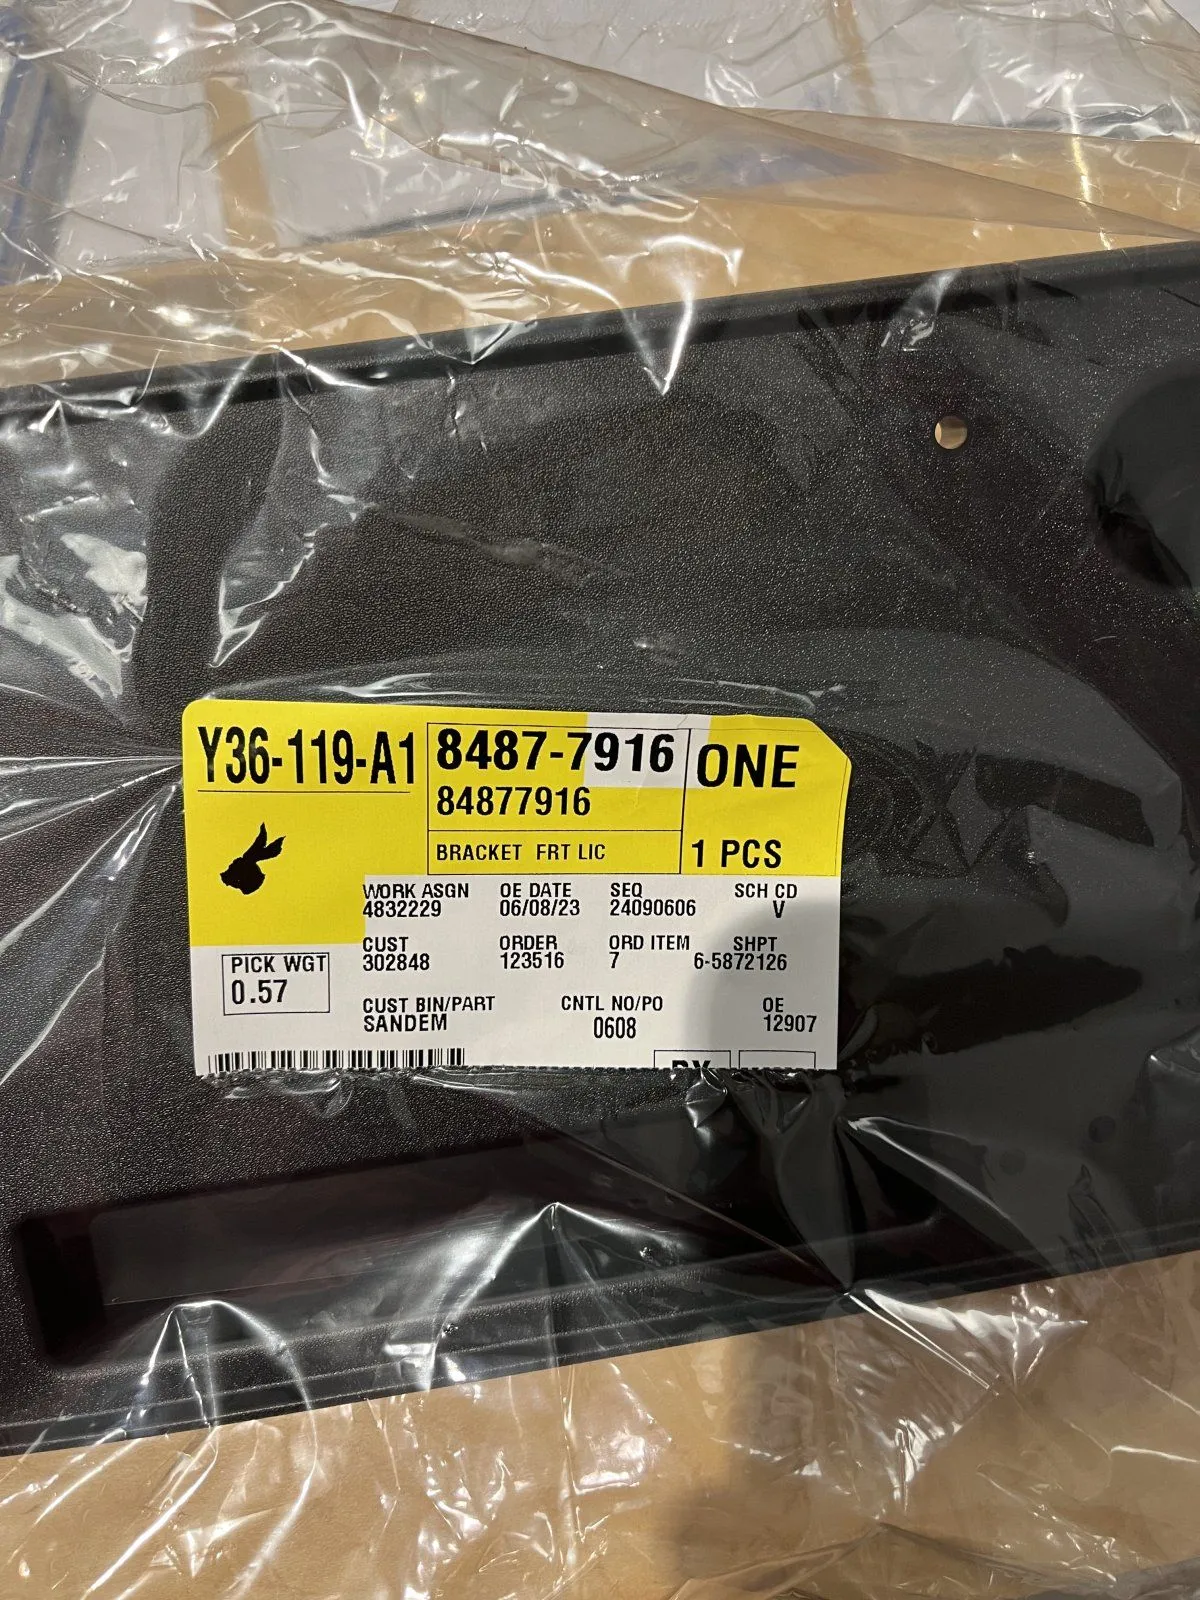 Y36-119-A1
8487-7916
84877916
ONE
BRACKET FRT LIC
1 PCS
WORK ASGN OE DATE SEQ SCH CD
4832229 06/08/23 24090606 V
CUST ORDER ORD ITEM SHPT
302848 123516 7 6-5872126
PICK WGT
0.57
CUST BIN/PART CNTL NO/PO OE
SANDEM 0608 12907